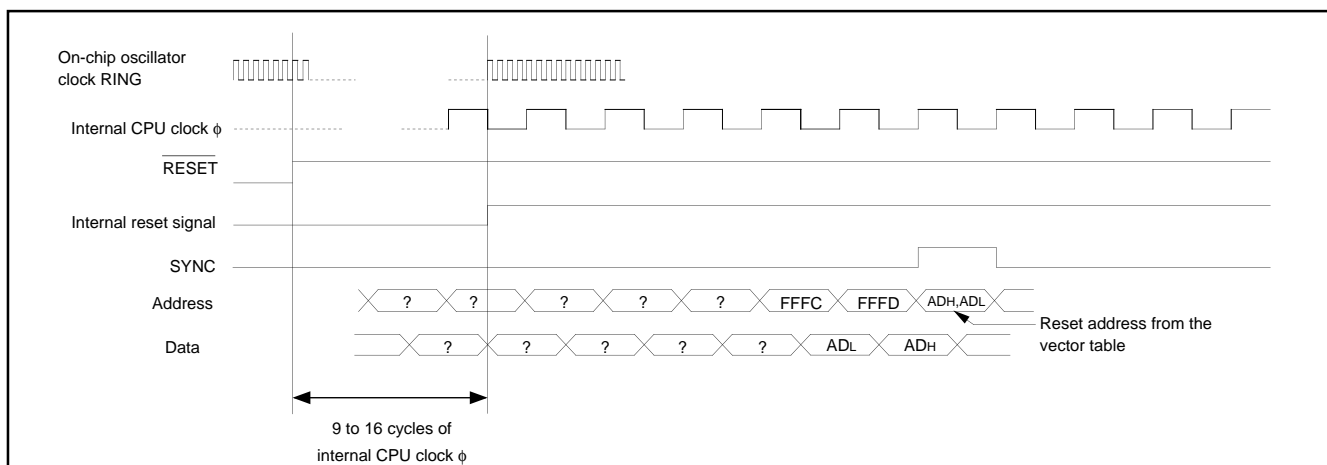 On-chip oscillator
clock RING
Internal CPU clock ϕ
RESET
Internal reset signal
SYNC
Address
? ? ? ? ? FFFC FFFD ADH,ADL
Reset address from the
vector table
Data
? ? ? ? ? ADL ADH
9 to 16 cycles of
internal CPU clock ϕ